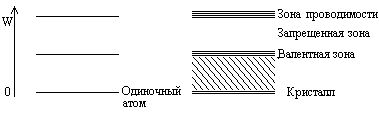 W
Зона проводимости
Запрещенная зона
Валентная зона
0
Одиночный
атом
Кристалл